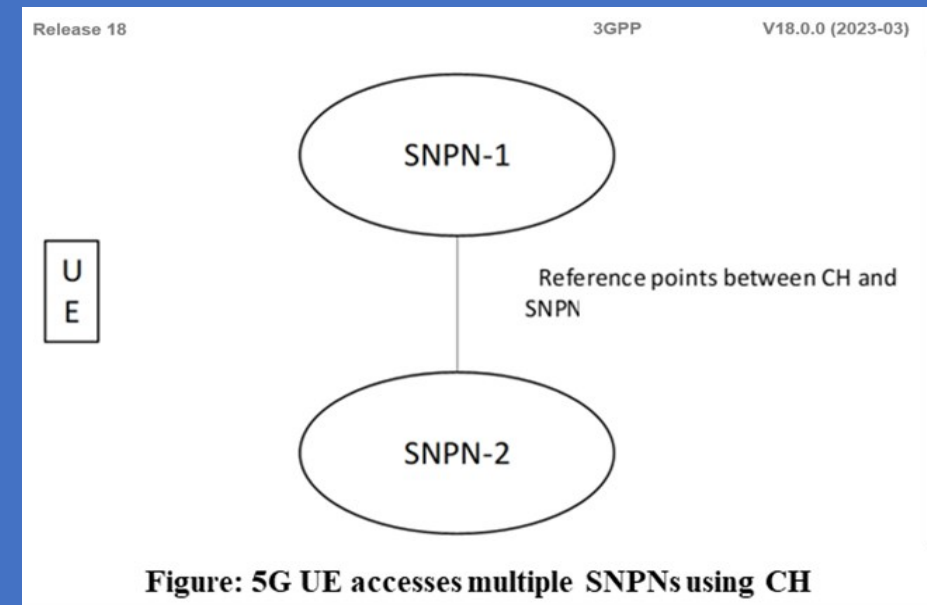 Release 18 3GPP V18.0.0 (2023-03)
SNPN-1
U
E
Reference points between CH and
SNPN
SNPN-2
Figure: 5G UE accesses multiple SNPNs using CH